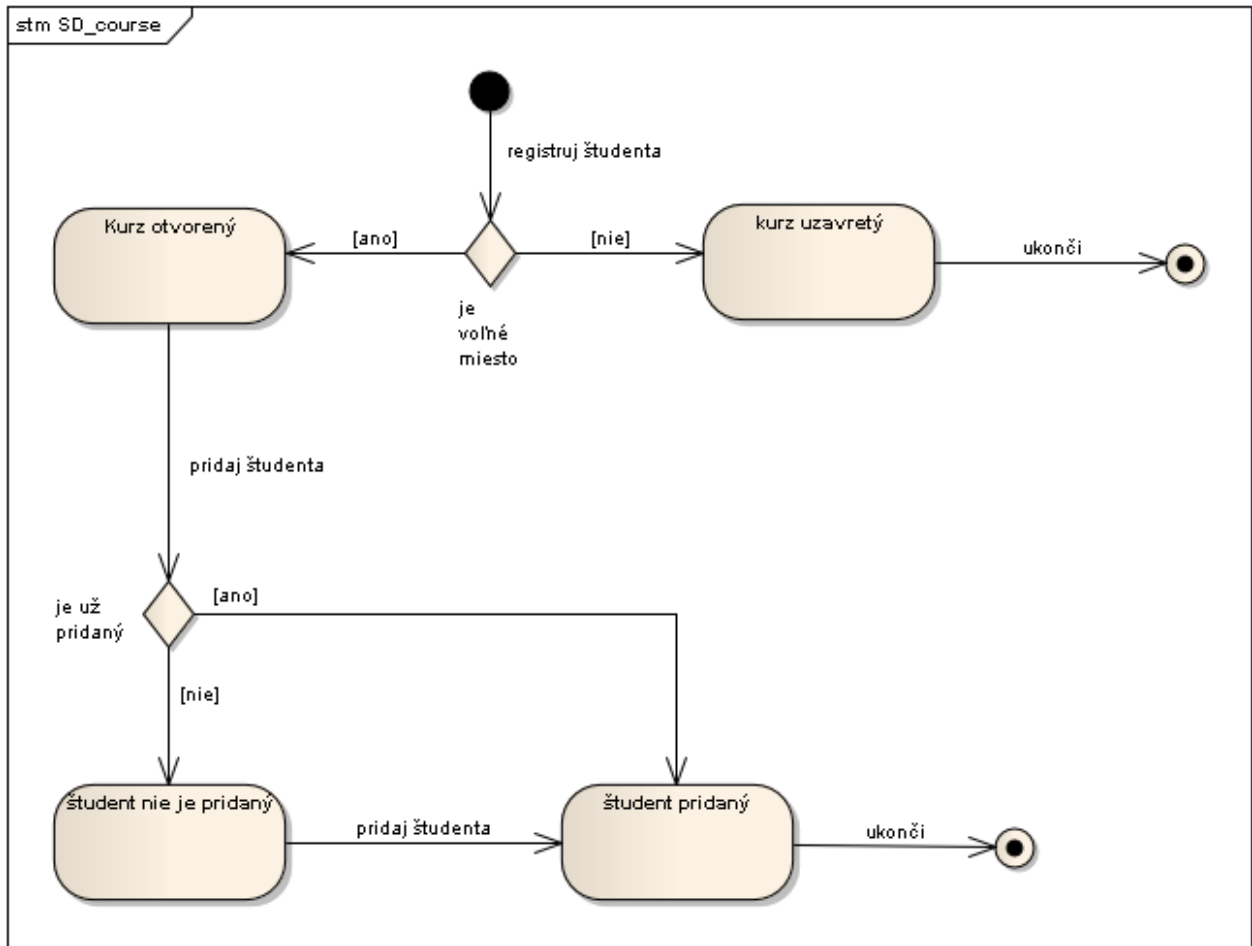 stm SD_course
registruj študenta
Kurz otvorený
[ano]
[nie]
kurz uzavretý
ukonči
je
voľné
miesto
pridaj študenta
je už
pridaný
[ano]
[nie]
študent nie je pridaný
pridaj študenta
študent pridaný
ukonči